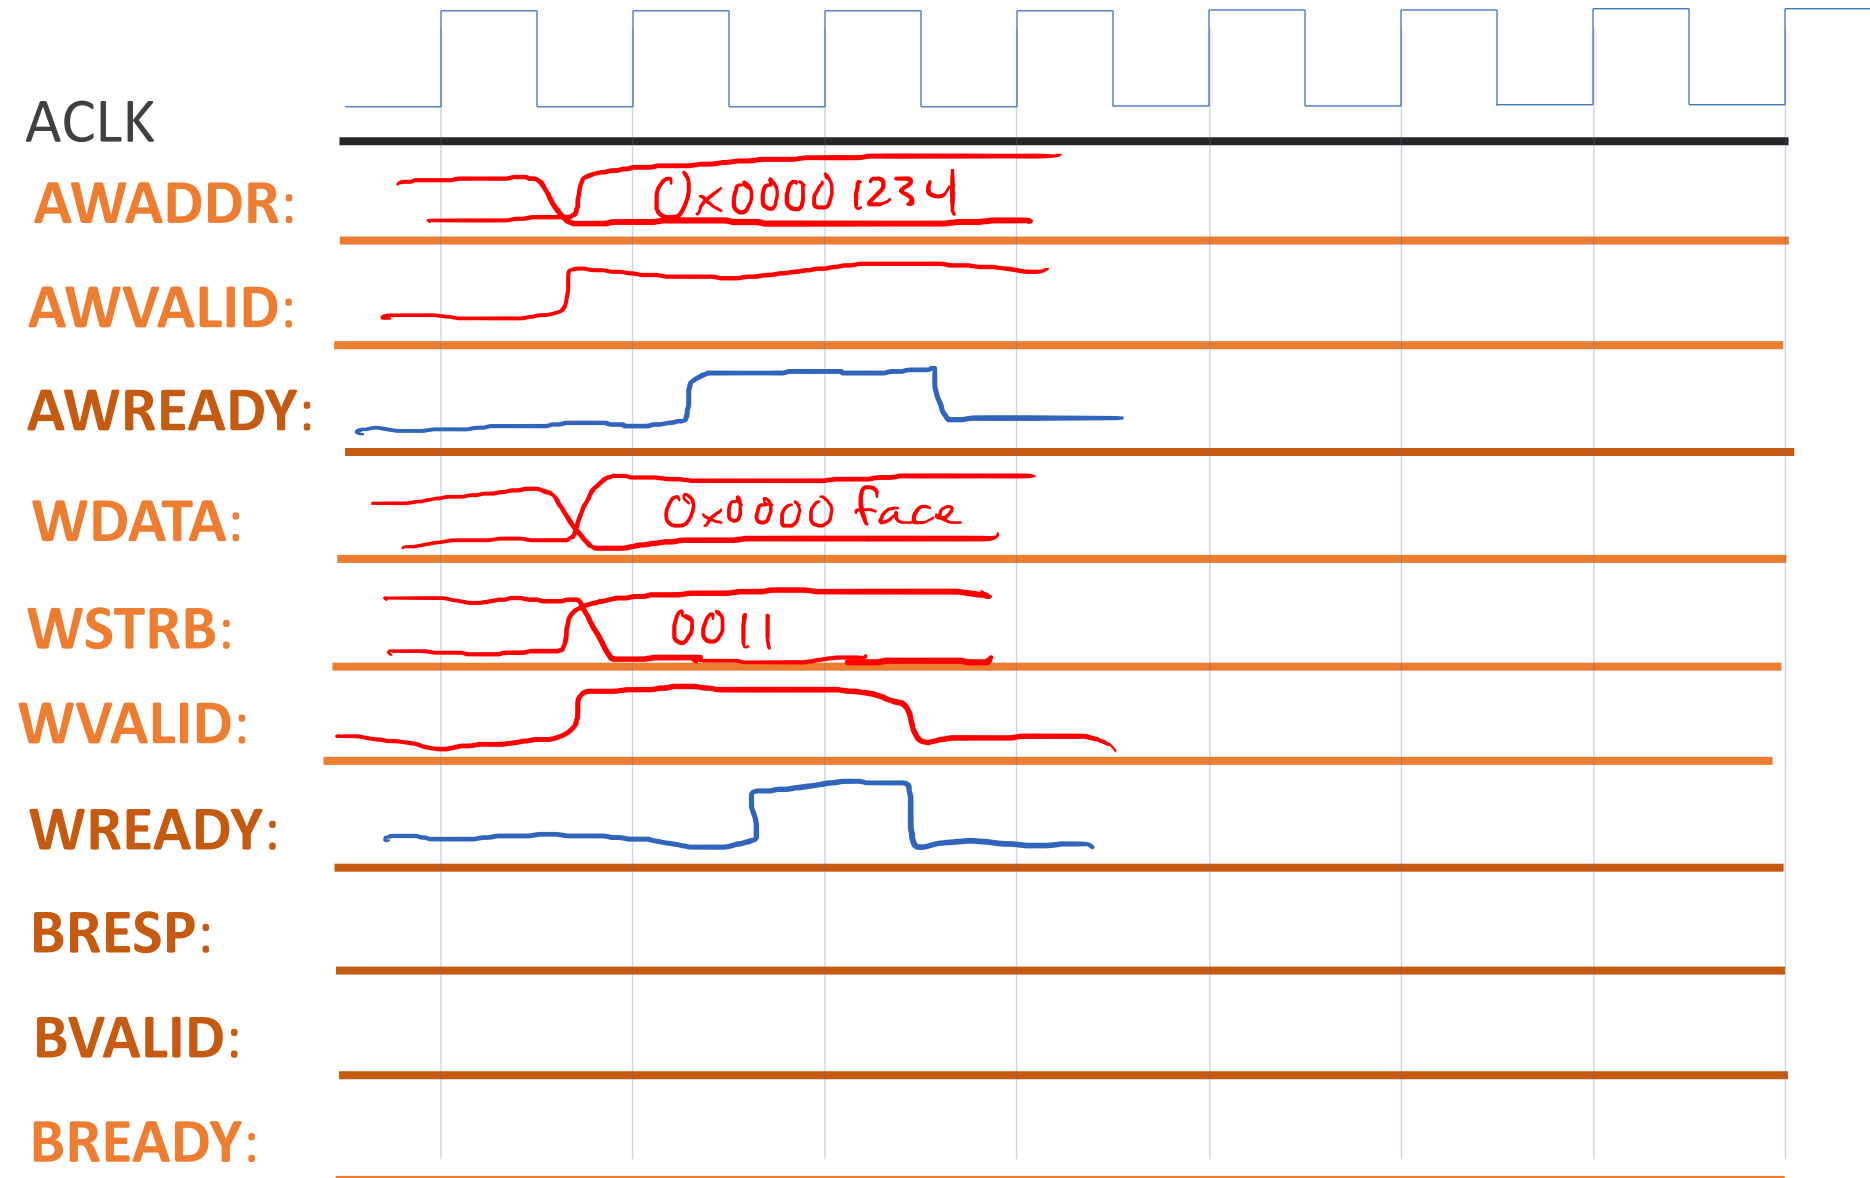 ACLK
AWADDR: 0x0000 1234
AWVALID:
AWREADY:
WDATA: 0x0000 face
WSTRB: 0011
WVALID:
WREADY:
BRESP:
BVALID:
BREADY: